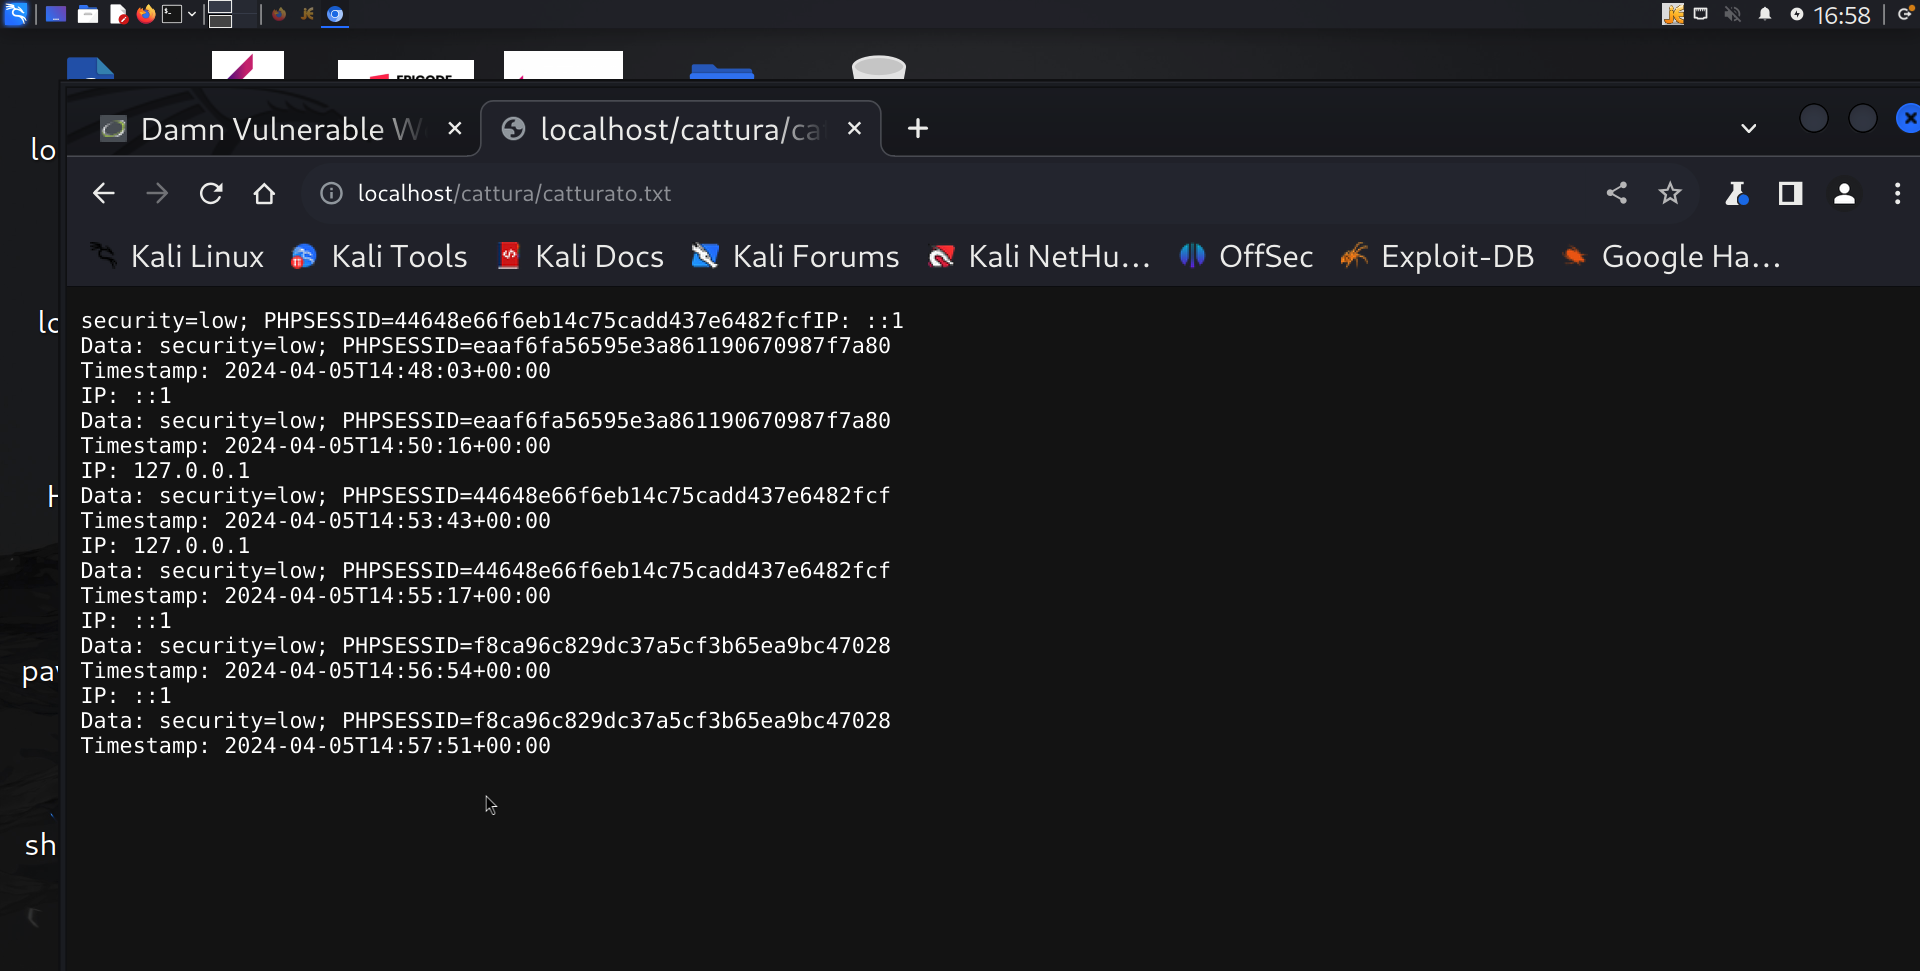 16:58
EPICODE
Damn Vulnerable W
localhost/cattura/ca
localhost/cattura/catturato.txt
Kali Linux Kali Tools Kali Docs Kali Forums Kali NetHu... OffSec Exploit-DB Google Ha...
security=low; PHPSESSID=44648e66f6eb14c75cadd437e6482fcfIP: ::1
Data: security=low; PHPSESSID=eaaf6fa56595e3a861190670987f7a80
Timestamp: 2024-04-05T14:48:03+00:00
IP: ::1
Data: security=low; PHPSESSID=eaaf6fa56595e3a861190670987f7a80
Timestamp: 2024-04-05T14:50:16+00:00
IP: 127.0.0.1
Data: security=low; PHPSESSID=44648e66f6eb14c75cadd437e6482fcf
Timestamp: 2024-04-05T14:53:43+00:00
IP: 127.0.0.1
Data: security=low; PHPSESSID=44648e66f6eb14c75cadd437e6482fcf
Timestamp: 2024-04-05T14:55:17+00:00
IP: ::1
Data: security=low; PHPSESSID=f8ca96c829dc37a5cf3b65ea9bc47028
Timestamp: 2024-04-05T14:56:54+00:00
IP: ::1
Data: security=low; PHPSESSID=f8ca96c829dc37a5cf3b65ea9bc47028
Timestamp: 2024-04-05T14:57:51+00:00